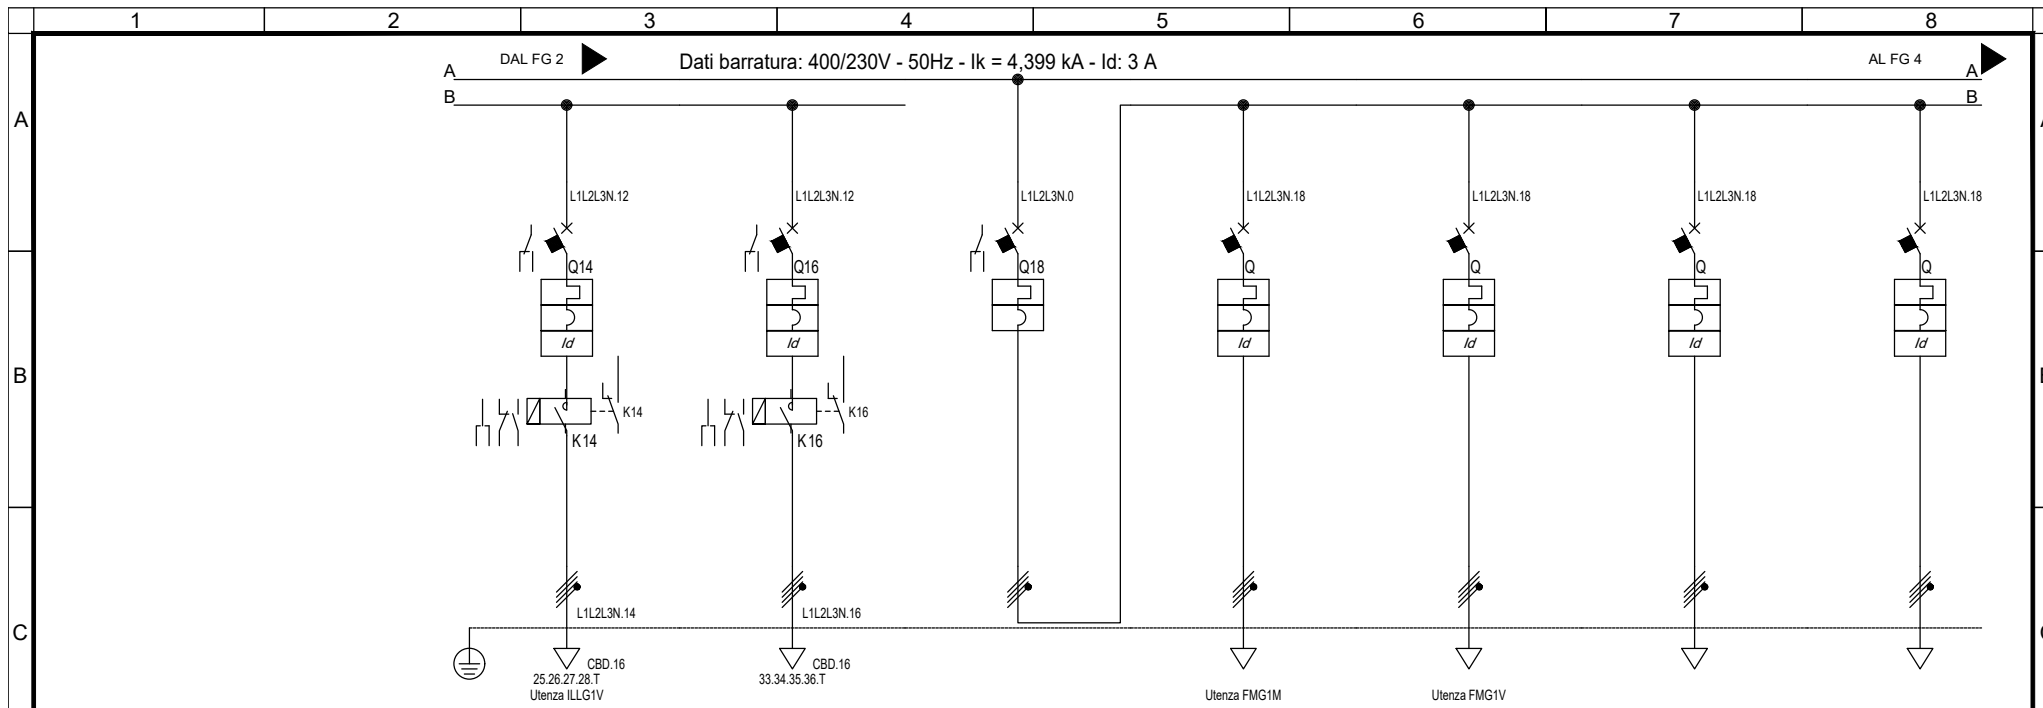 1 2 3 4 5 6 7 8
DAL FG 2 Dati barratura: 400/230V - 50Hz - Ik = 4,399 kA - Id: 3 A AL FG 4
A A
B B
A
L1L2L3N.12 L1L2L3N.12 L1L2L3N.0 L1L2L3N.18 L1L2L3N.18 L1L2L3N.18 L1L2L3N.18
Q14 Q16 Q18 Q Q Q Q
Id Id Id Id Id Id
B
K14 K16
K14 K16
L1L2L3N.14 L1L2L3N.16
C
CBD.16 CBD.16
25.26.27.28.T 33.34.35.36.T
Utenza ILLG1V Utenza FMG1M Utenza FMG1V